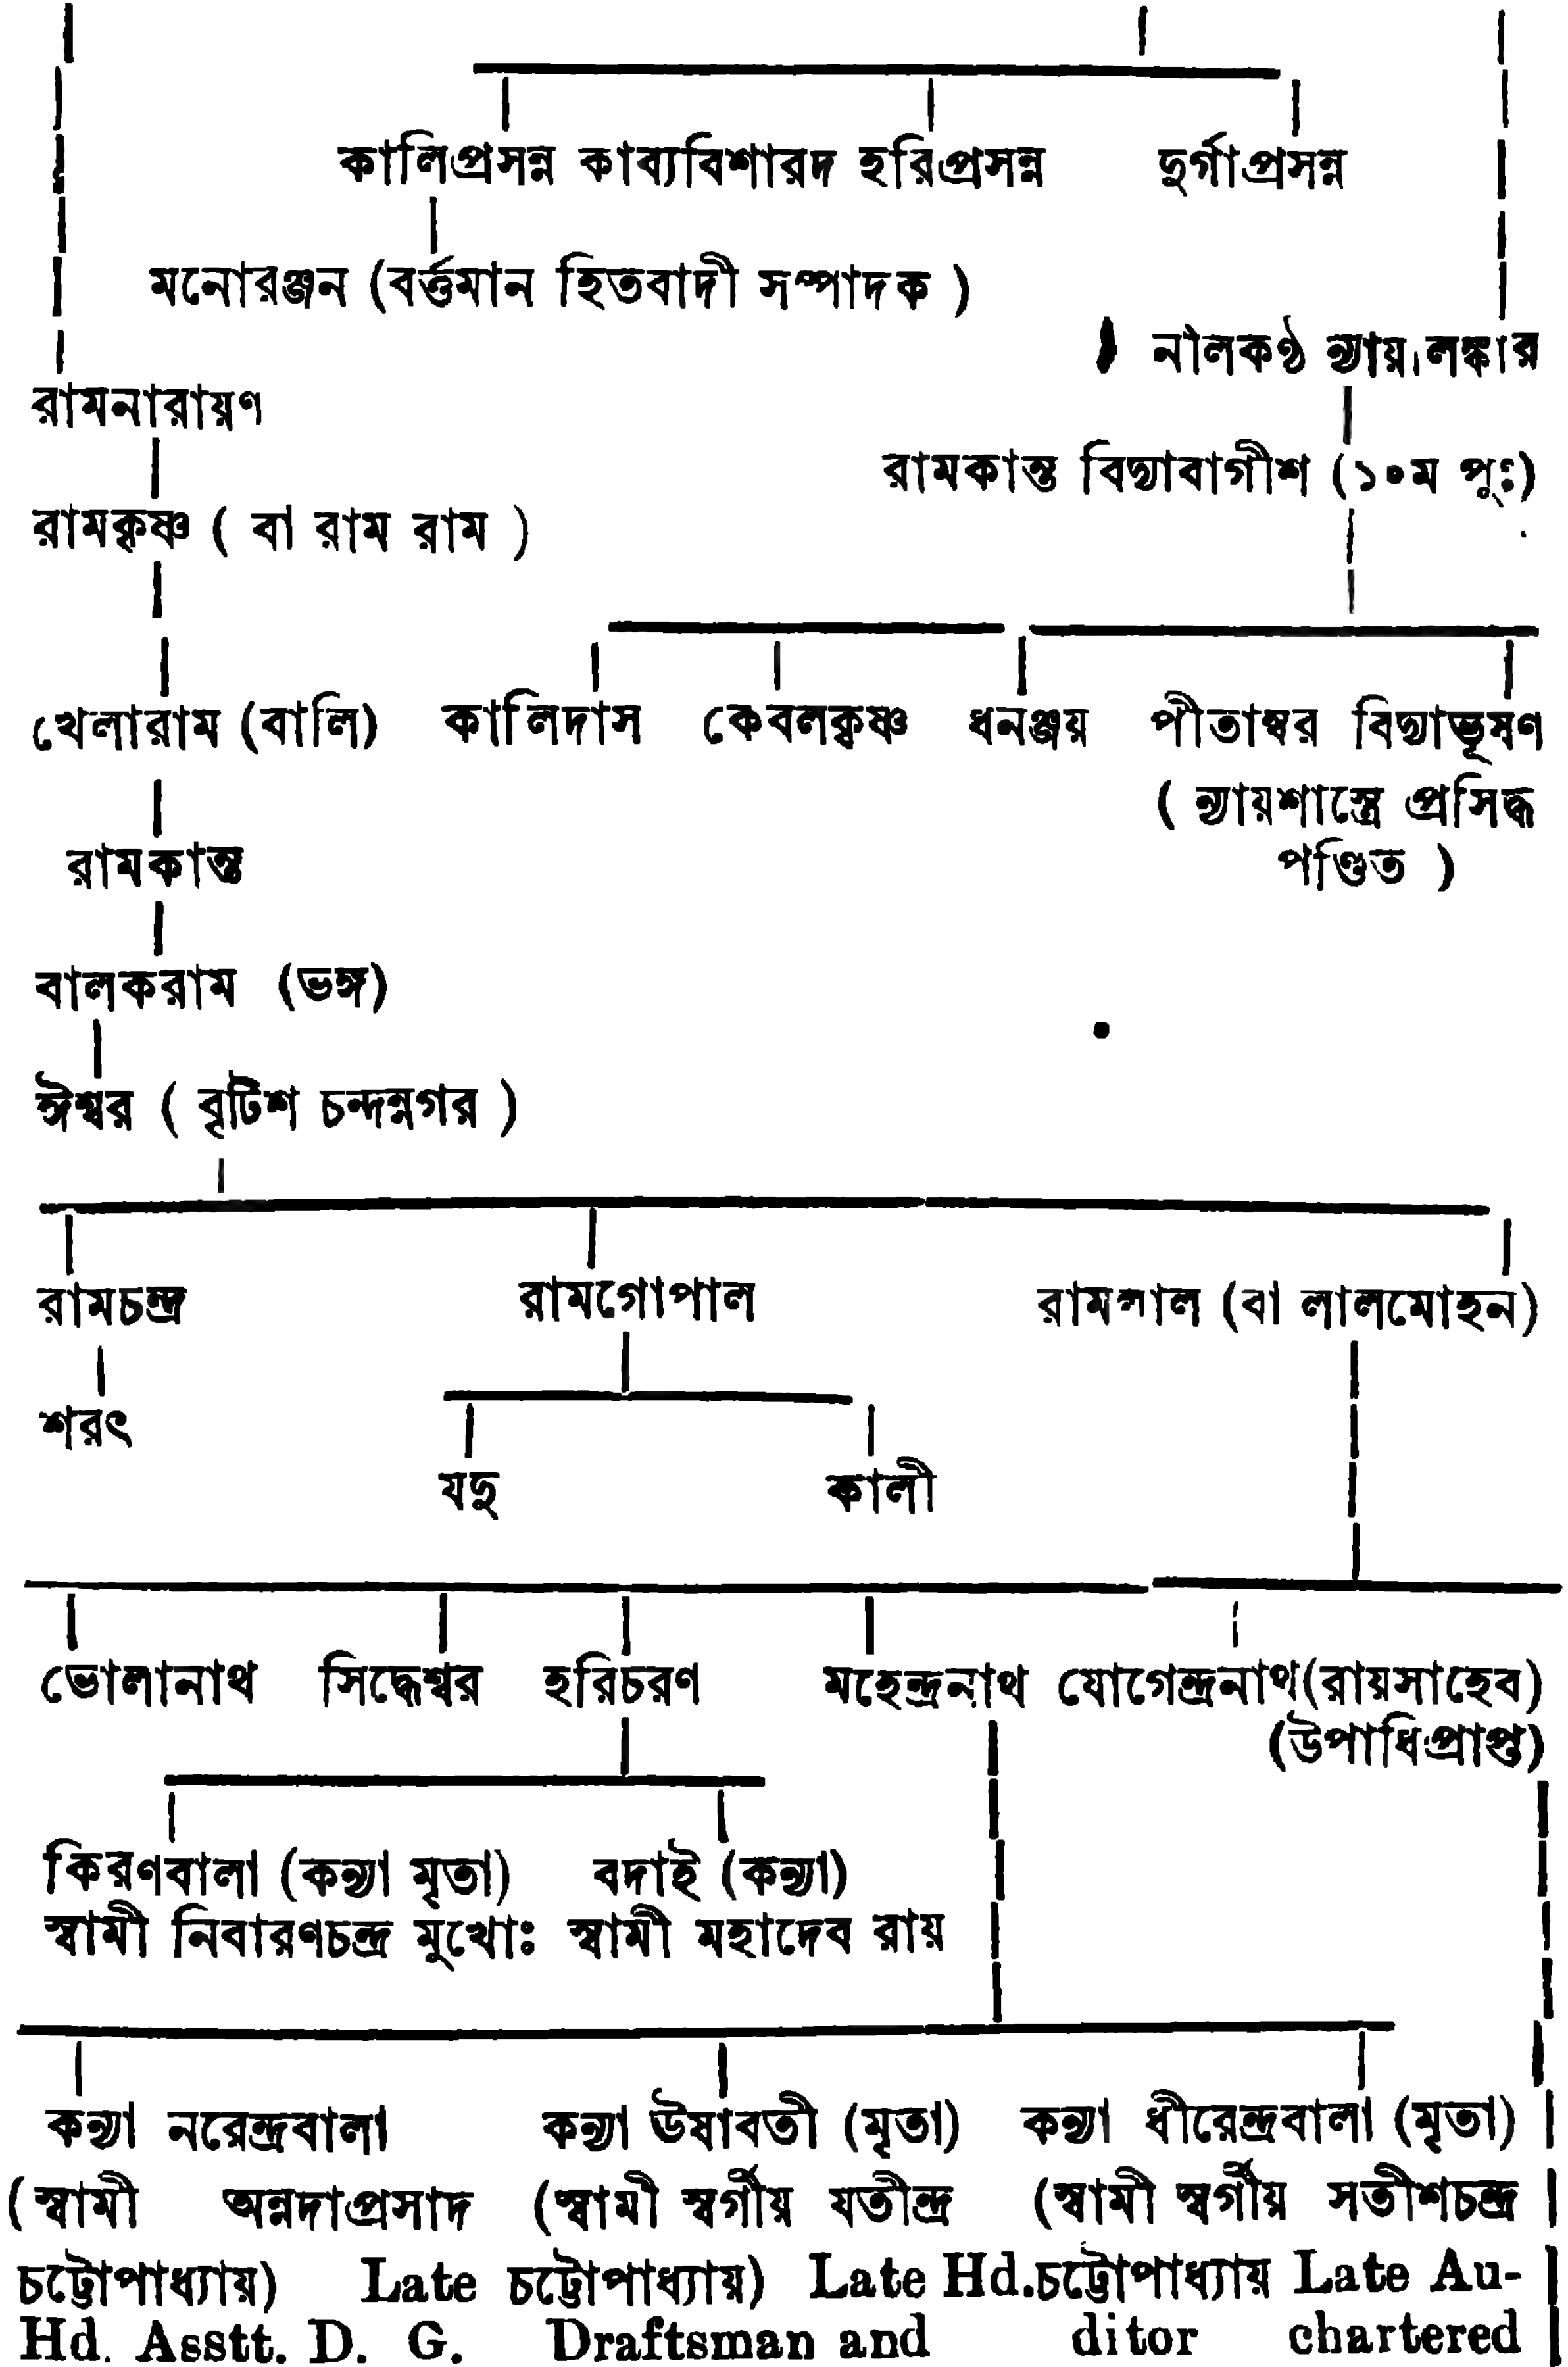 কালিপ্রসন্ন কাব্যবিশারদ হরিপ্রসন্ন দুর্গাপ্রসন্ন
মনোরঞ্জন (বর্ত্তমান হিতবাদী সম্পাদক )
নীলকণ্ঠ ন্যায়ালঙ্কার
রামনারায়ণ
রামকান্ত বিদ্যাবাগীশ (১০ম পুঃ)
রামকৃষ্ণ ( বা রাম রাম )
খেলারাম (বালি) কালিদাস কেবলকৃষ্ণ ধনঞ্জয় পীতাম্বর বিদ্যাভূষণ
( ন্যায়শাস্ত্রে প্রসিদ্ধ
পণ্ডিত )
রামকান্ত
বালকরাম (ভঙ্গ)
ঈশ্বর ( বৃটিশ চন্দন্নগর )
রামচন্দ্র রামগোপাল রামলাল (বা লালমোহন)
শরৎ
যদু কালী
ভোলানাথ সিদ্ধেশ্বর হরিচরণ মহেন্দ্রনাথ যোগেন্দ্রনাথ(রায়সাহেব)
(উপাধিপ্রাপ্ত)
কিরণবালা (কন্যা মৃতা) বদাই (কন্যা)
স্বামী নিবারণচন্দ্র মুখোঃ স্বামী মহাদেব রায়
কন্যা নরেন্দ্রবালা কন্যা ঊষাবতী (মৃতা) কন্যা ধীরেন্দ্রবালা (মৃতা)
(স্বামী অন্নদাপ্রসাদ (স্বামী স্বর্গীয় যতীন্দ্র (স্বামী স্বর্গীয় সতীশচন্দ্র
চট্টোপাধ্যায়) Late চট্টোপাধ্যায়) Late Hd.চট্টোপাধ্যায় Late Au-
Hd. Asstt. D. G. Draftsman and ditor chartered